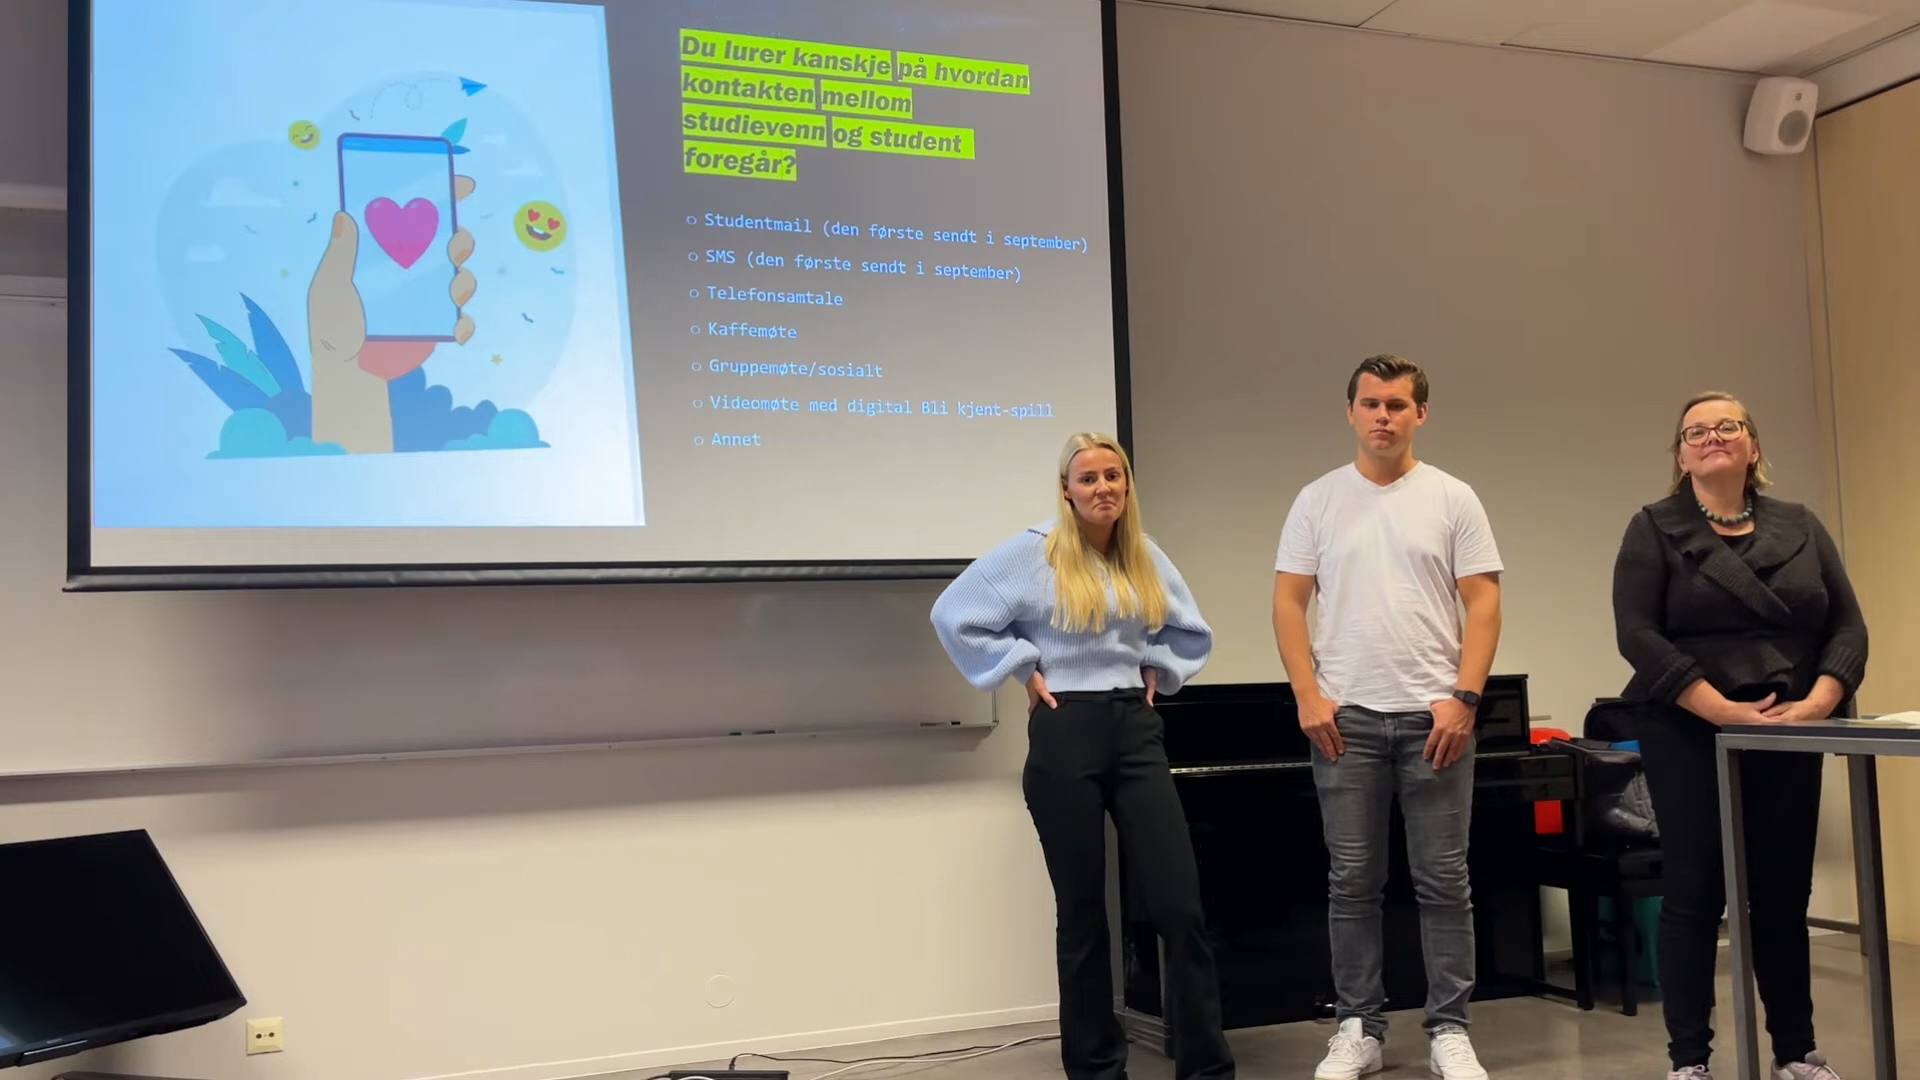 Du lurer kanskje på hvordan
kontakten mellom
studievenn og student
foregår?
Studentmail (den første sendt i september)
SMS (den første sendt i september)
Telefonsamtale
Kaffemøte
Gruppemøte/sosialt
Videomøte med digital Bli kjent-spill
Annet